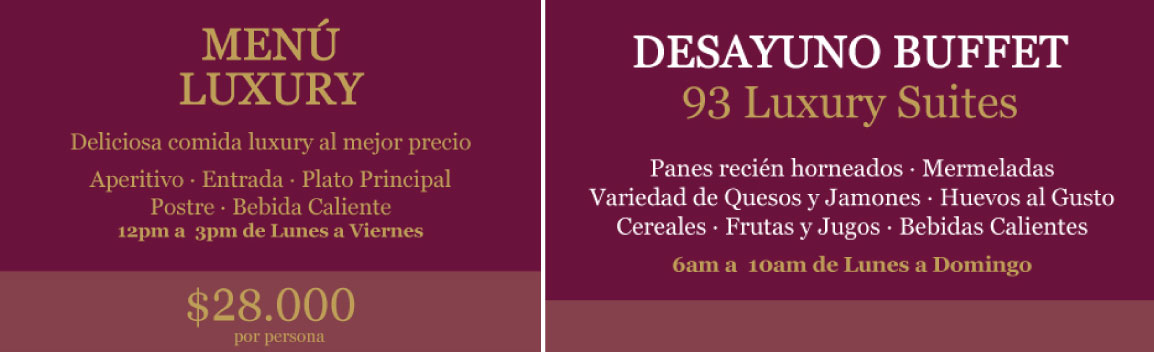 MENÚ
LUXURY
Deliciosa comida luxury al mejor precio
Aperitivo · Entrada · Plato Principal
Postre · Bebida Caliente
12pm a 3pm de Lunes a Viernes
$28.000
por persona
DESAYUNO BUFFET
93 Luxury Suites
Panes recién horneados · Mermeladas
Variedad de Quesos y Jamones · Huevos al Gusto
Cereales · Frutas y Jugos · Bebidas Calientes
6am a 10am de Lunes a Domingo